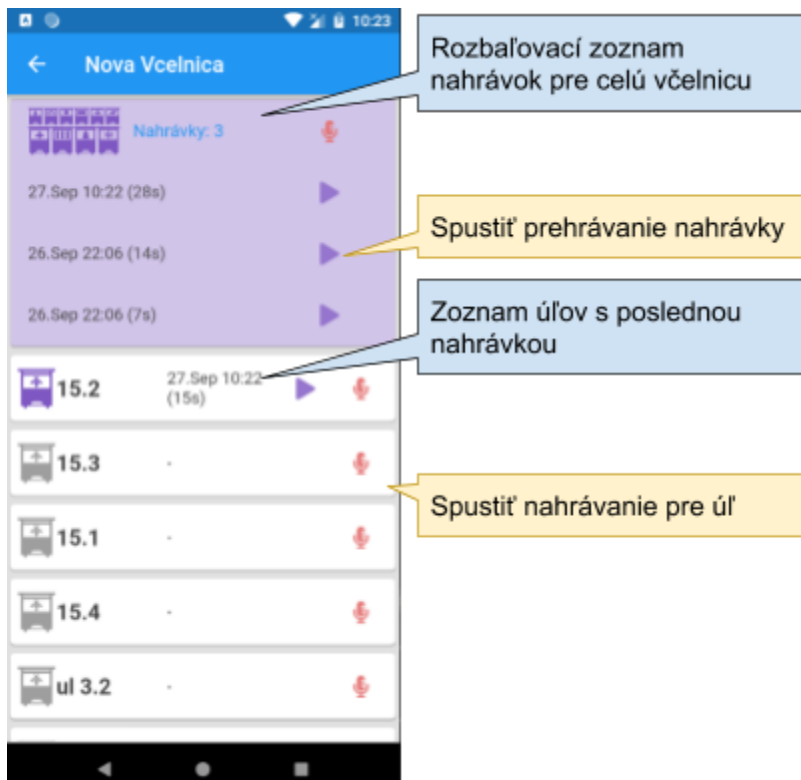 10:23
Nova Vcelnica
Nahrávky: 3
27.Sep 10:22 (28s)
26.Sep 22:06 (14s)
26.Sep 22:06 (7s)
15.2
27.Sep 10:22
(15s)
15.3
-
15.1
-
15.4
-
ul 3.2
-
Rozbaľovací zoznam
nahrávok pre celú včelnicu
Spustiť prehrávanie nahrávky
Zoznam úľov s poslednou
nahrávkou
Spustiť nahrávanie pre úľ